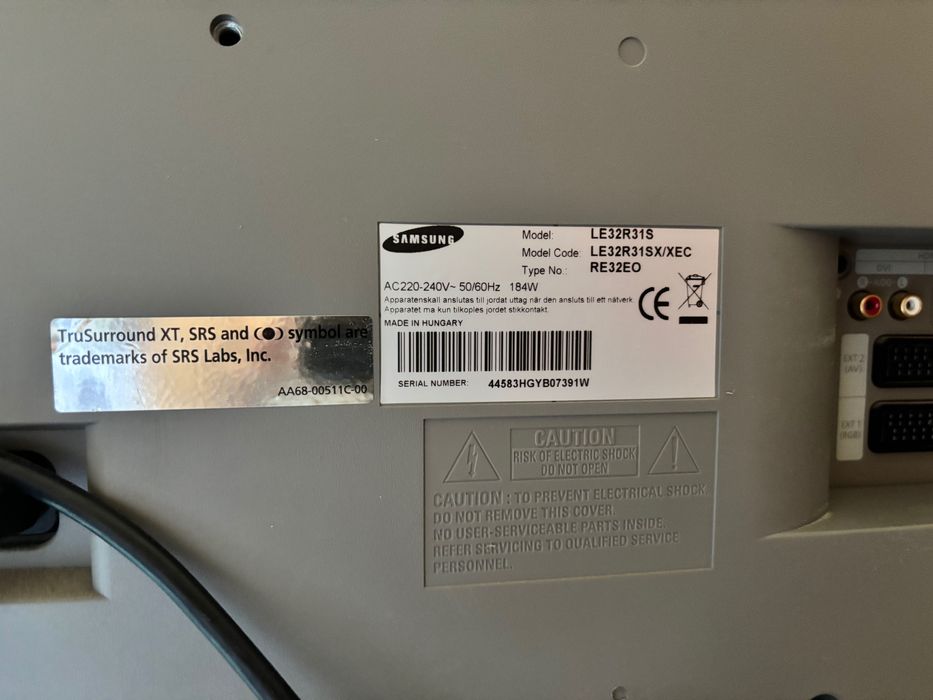 SAMSUNG
Model: LE32R31S
Model Code: LE32R31SX/XEC
Type No.: RE32EO
AC220-240V~ 50/60Hz 184W
Apparatenskall anslutas till jordat uttag når den ansluts till ett nätverk
Apparatet ma kun tilkoples jordet stikkontakt.
MADE IN HUNGARY
SERIAL NUMBER: 44583HGYB07391W
TruSurround XT, SRS and symbol are
trademarks of SRS Labs, Inc.
AA68-00511C-00
CAUTION
RISK OF ELECTRIC SHOCK
DO NOT OPEN
CAUTION : TO PREVENT ELECTRICAL SHOCK,
DO NOT REMOVE THIS COVER.
NO USER-SERVICEABLE PARTS INSIDE.
REFER SERVICING TO QUALIFIED SERVICE
PERSONNEL.
DVI
EXT 2
(AV)
EXT 1
(RGB)